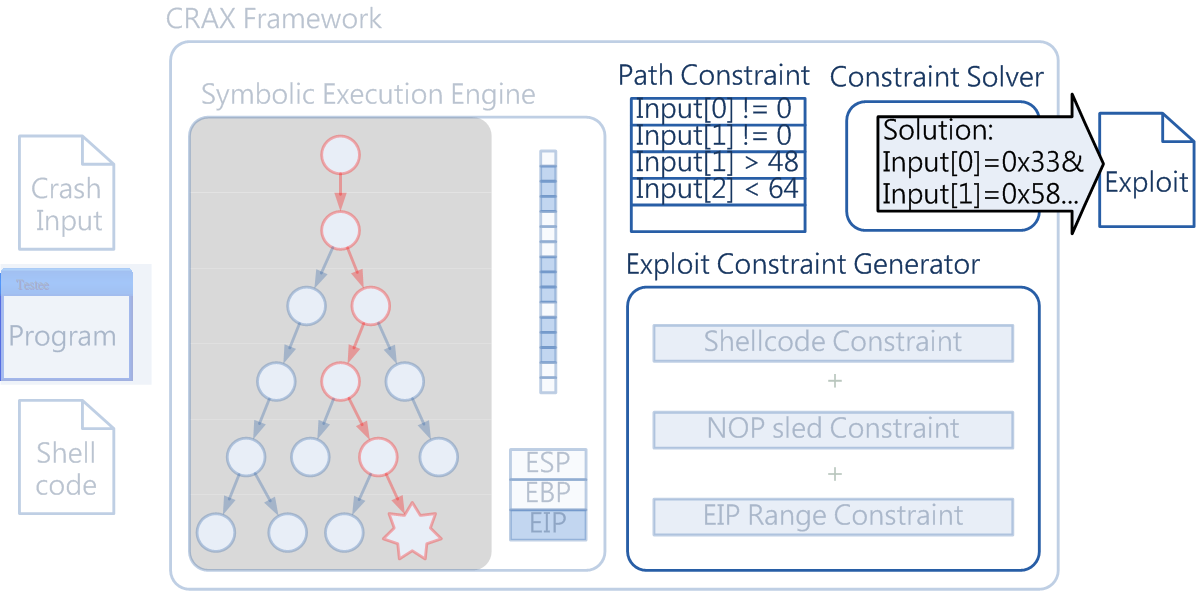 CRAX Framework
Symbolic Execution Engine
Path Constraint
Input[0] != 0
Input[1] != 0
Input[1] > 48
Input[2] < 64
Constraint Solver
Solution:
Input[0]=0x33&
Input[1]=0x58...
Exploit
Crash
Input
Testee
Program
Shell
code
ESP
EBP
EIP
Exploit Constraint Generator
Shellcode Constraint
+
NOP sled Constraint
+
EIP Range Constraint